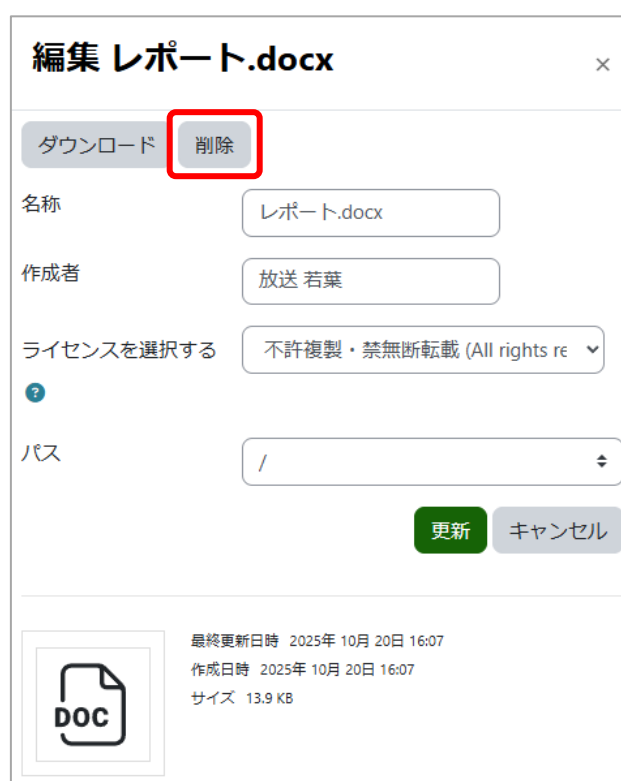 編集 レポート.docx
×
ダウンロード 削除
名称
レポート.docx
作成者
放送 若葉
ライセンスを選択する
不許複製・禁無断転載 (All rights re
?
パス
/
更新 キャンセル
最終更新日時 2025年 10月 20日 16:07
作成日時 2025年 10月 20日 16:07
サイズ 13.9 KB
DOC